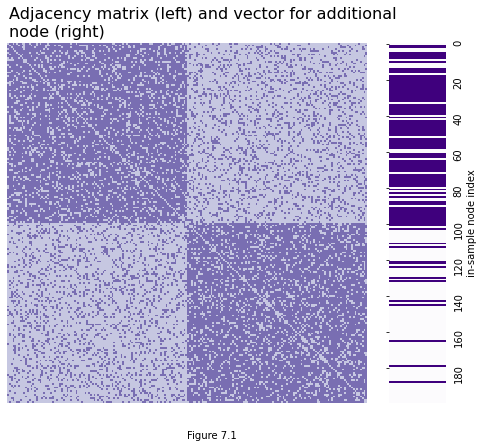 Adjacency matrix (left) and vector for additional
node (right)
0
20
40
60
80
100
120
140
160
180
in-sample node index
Figure 7.1